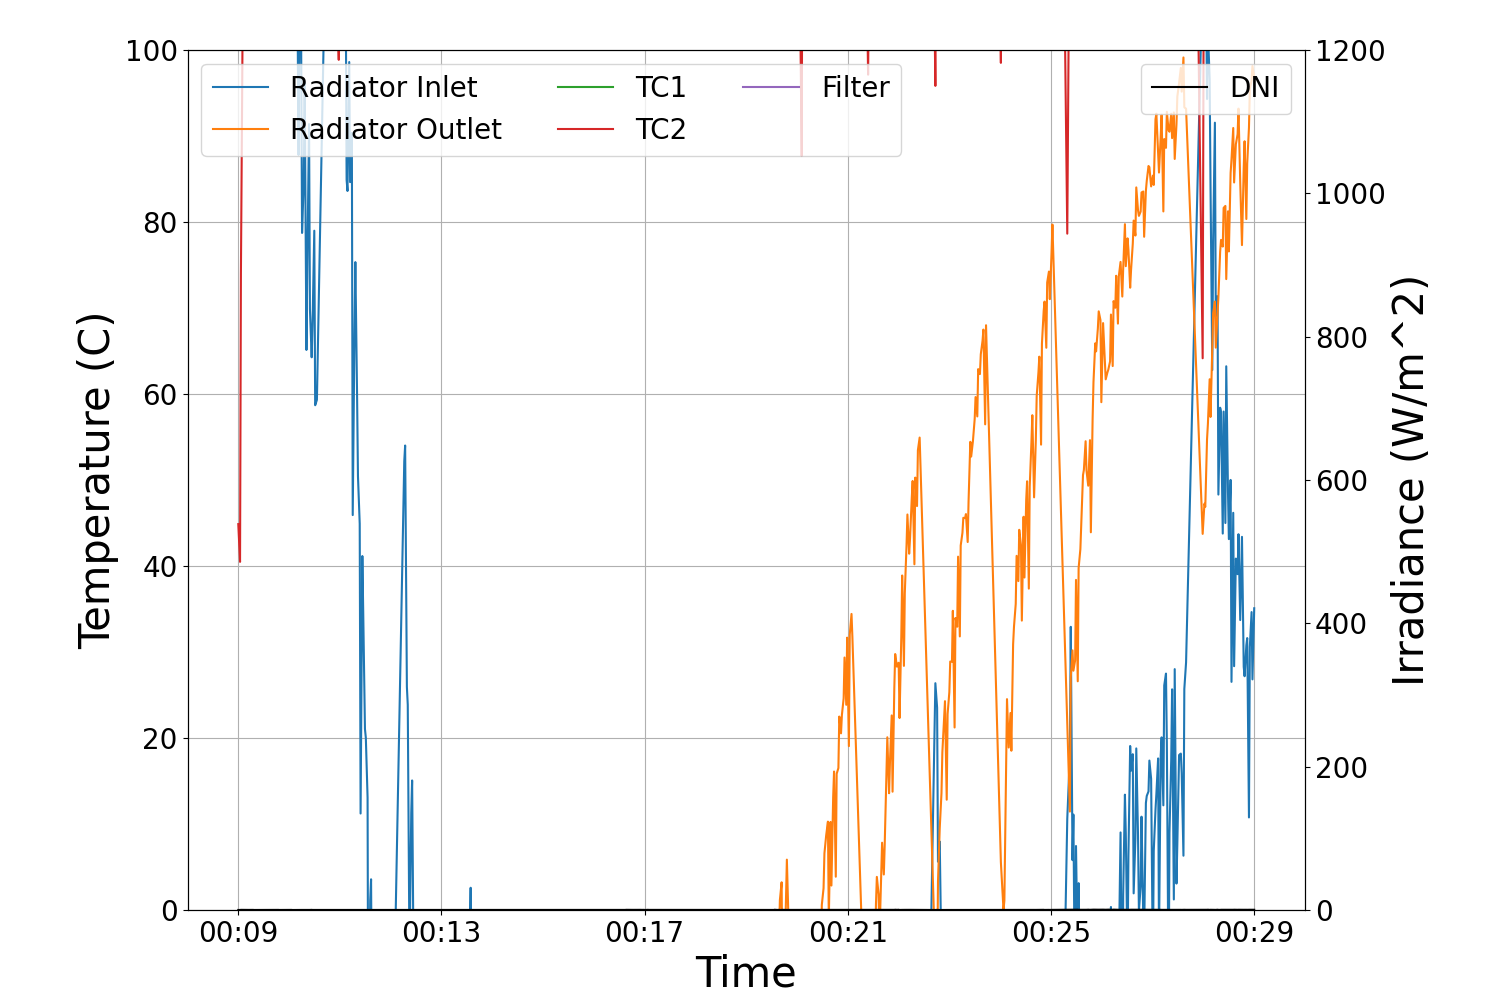 Radiator Inlet
Radiator Outlet
TC1
TC2
Filter
DNI
Temperature (C)
100
80
60
40
20
0
1200
1000
800
600
400
200
0
Irradiance (W/m^2)
00:09 00:13 00:17 00:21 00:25 00:29
Time